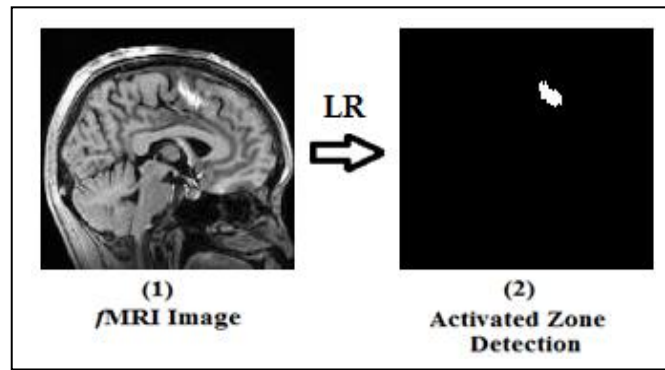 LR
(1)
fMRI Image
(2)
Activated Zone
Detection